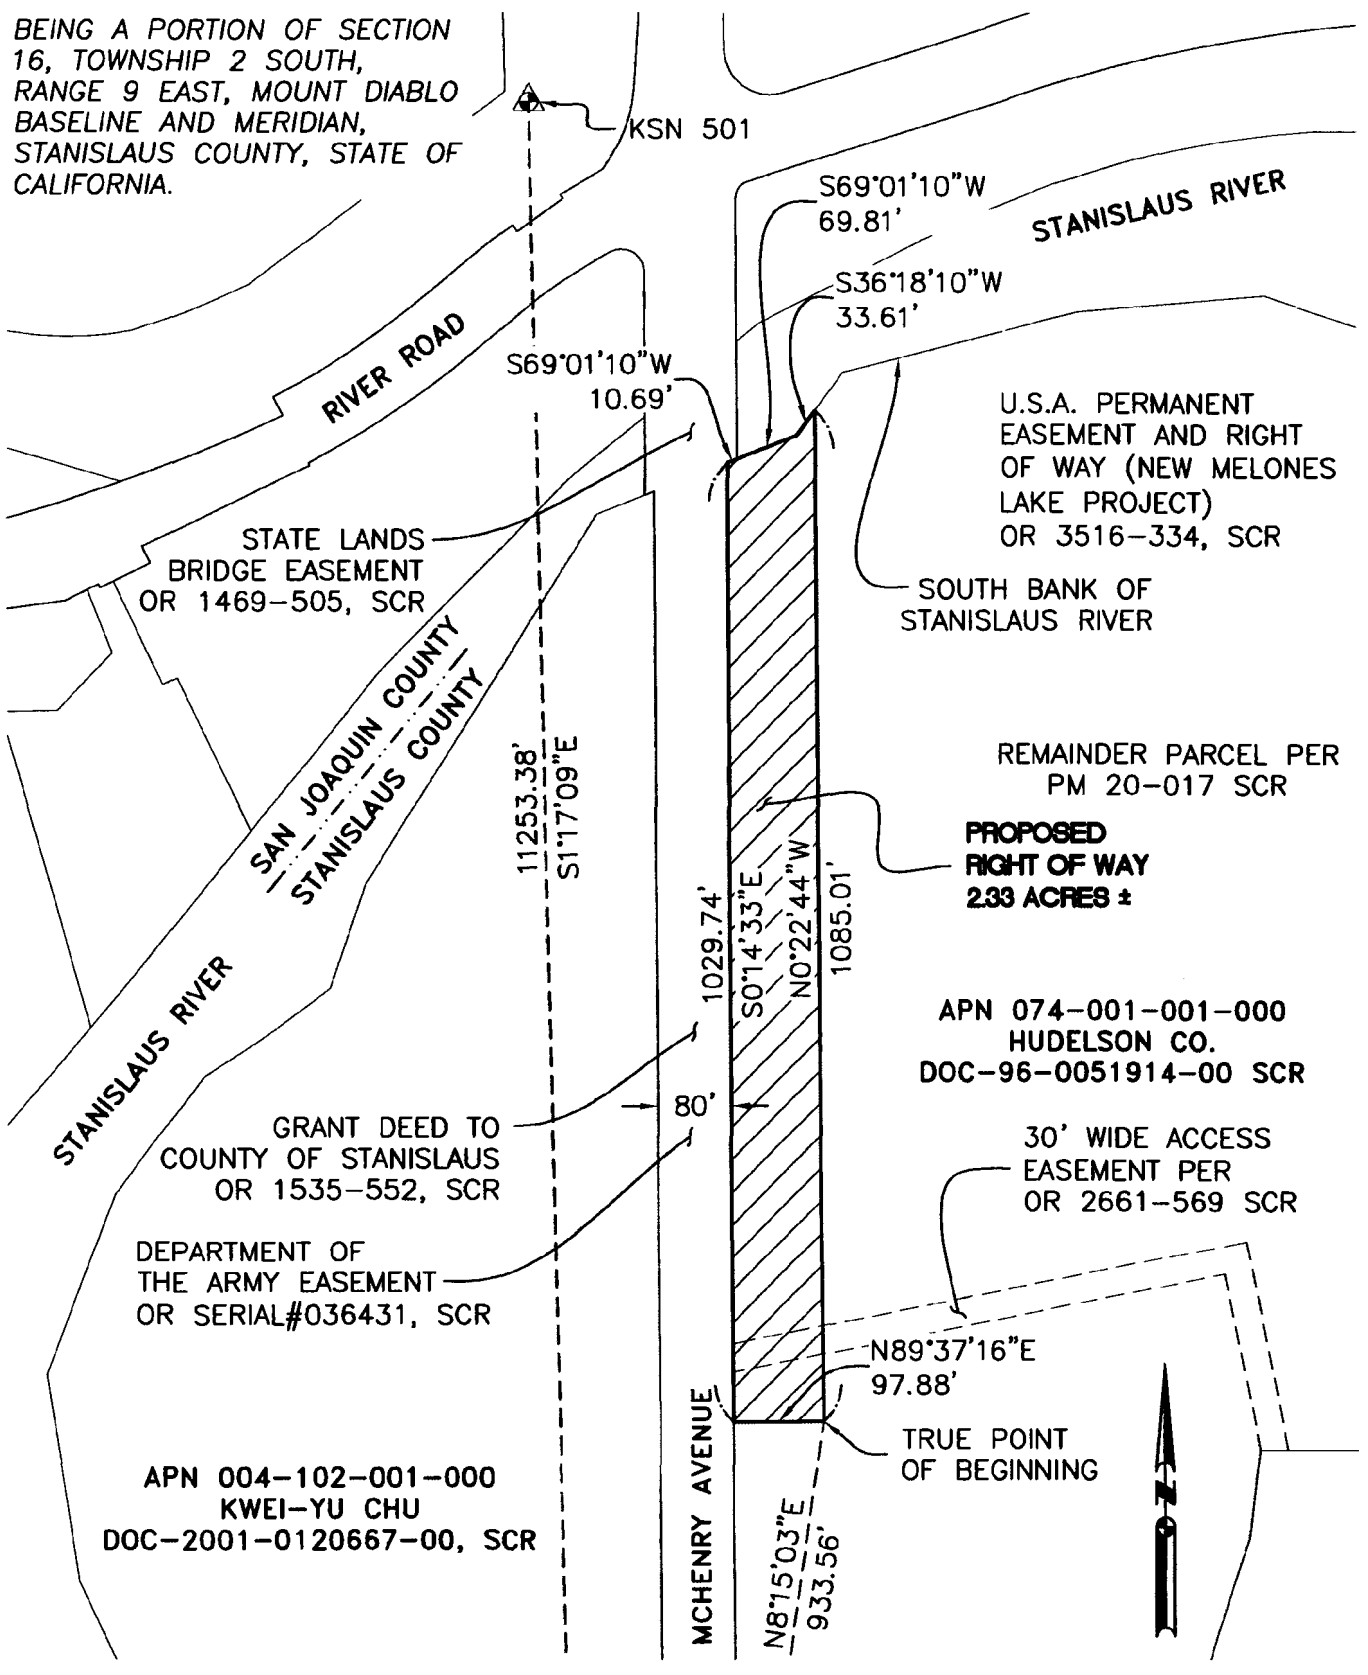 BEING A PORTION OF SECTION
16, TOWNSHIP 2 SOUTH,
RANGE 9 EAST, MOUNT DIABLO
BASELINE AND MERIDIAN,
STANISLAUS COUNTY, STATE OF
CALIFORNIA.
KSN 501
S69°01'10"W
69.81'
STANISLAUS RIVER
S36°18'10"W
33.61'
RIVER ROAD
S69°01'10"W
10.69'
U.S.A. PERMANENT
EASEMENT AND RIGHT
OF WAY (NEW MELONES
LAKE PROJECT)
OR 3516-334, SCR
STATE LANDS
BRIDGE EASEMENT
OR 1469-505, SCR
SOUTH BANK OF
STANISLAUS RIVER
SAN JOAQUIN COUNTY
STANISLAUS COUNTY
11253.38'
S1°17'09"E
REMAINDER PARCEL PER
PM 20-017 SCR
PROPOSED
RIGHT OF WAY
2.33 ACRES ±
1029.74'
S0°14'33"E
N0°22'44"W
1085.01'
STANISLAUS RIVER
APN 074-001-001-000
HUDELSON CO.
DOC-96-0051914-00 SCR
80'
GRANT DEED TO
COUNTY OF STANISLAUS
OR 1535-552, SCR
30' WIDE ACCESS
EASEMENT PER
OR 2661-569 SCR
DEPARTMENT OF
THE ARMY EASEMENT
OR SERIAL#036431, SCR
N89°37'16"E
97.88'
TRUE POINT
OF BEGINNING
MCHENRY AVENUE
APN 004-102-001-000
KWEI-YU CHU
DOC-2001-0120667-00, SCR
N8°15'03"E
933.56'
N